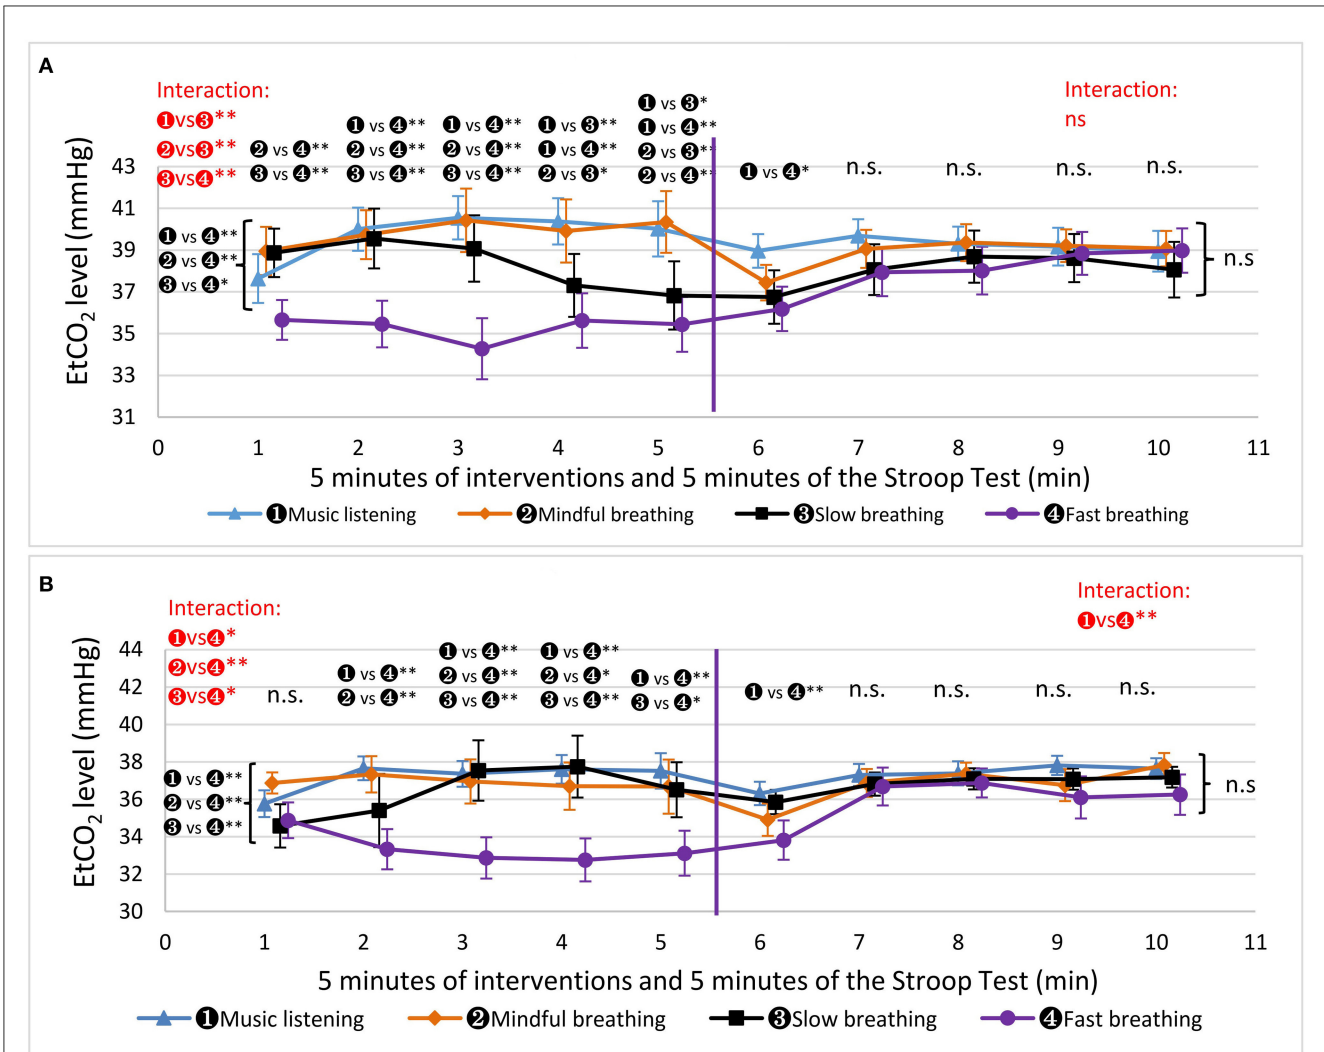 A
Interaction:
❶vs❸**
❷vs❸**
❸vs❹**
❷ vs ❹**
❸ vs ❹**
❶ vs ❹**
❷ vs ❹**
❸ vs ❹**
❶ vs ❹**
❷ vs ❹**
❸ vs ❹**
❶ vs ❸**
❶ vs ❹**
❷ vs ❸*
❶ vs ❸*
❶ vs ❹**
❷ vs ❸**
❷ vs ❹**
❶ vs ❹*
n.s.
n.s.
n.s.
n.s.
Interaction:
ns
❶ vs ❹**
❷ vs ❹**
❸ vs ❹*
n.s
EtCO2 level (mmHg)
43
41
39
37
35
33
31
0 1 2 3 4 5 6 7 8 9 10 11
5 minutes of interventions and 5 minutes of the Stroop Test (min)
❶Music listening ❷Mindful breathing ❸Slow breathing ❹Fast breathing
B
Interaction:
❶vs❹*
❷vs❹**
❸vs❹*
n.s.
❶ vs ❹**
❷ vs ❹**
❶ vs ❹**
❷ vs ❹**
❸ vs ❹**
❶ vs ❹**
❷ vs ❹*
❸ vs ❹**
❶ vs ❹**
❸ vs ❹*
❶ vs ❹**
n.s.
n.s.
n.s.
n.s.
Interaction:
❶vs❹**
❶ vs ❹**
❷ vs ❹**
❸ vs ❹**
n.s
EtCO2 level (mmHg)
44
42
40
38
36
34
32
30
0 1 2 3 4 5 6 7 8 9 10 11
5 minutes of interventions and 5 minutes of the Stroop Test (min)
❶Music listening ❷Mindful breathing ❸Slow breathing ❹Fast breathing